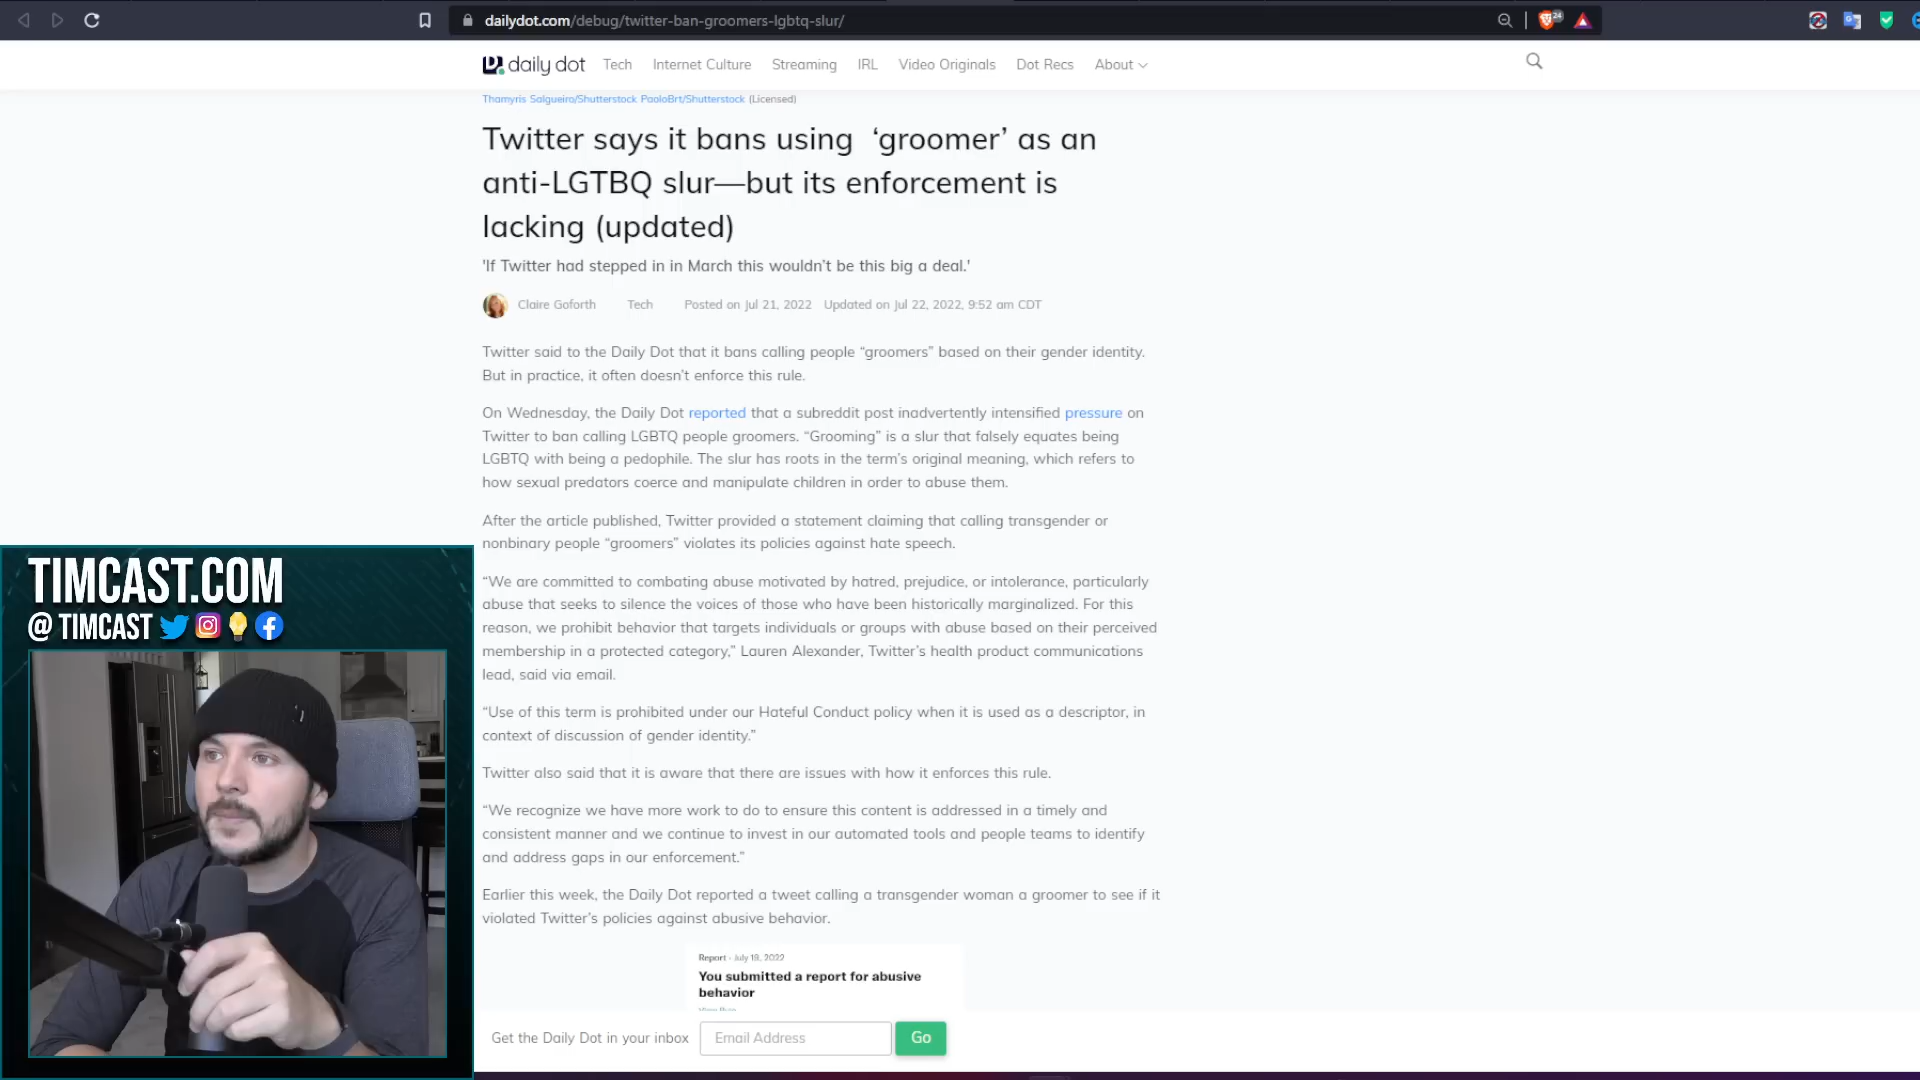 dailydot.com/debug/twitter-ban-groomers-lgbtq-slur/
24
daily dot Tech Internet Culture Streaming IRL Video Originals Dot Recs About
Thamyris Salgueiro/Shutterstock PaoloBrt/Shutterstock (Licensed)
Twitter says it bans using ‘groomer’ as an
anti-LGTBQ slur—but its enforcement is
lacking (updated)
'If Twitter had stepped in in March this wouldn’t be this big a deal.'
Claire Goforth Tech Posted on Jul 21, 2022 Updated on Jul 22, 2022, 9:52 am CDT
Twitter said to the Daily Dot that it bans calling people “groomers” based on their gender identity.
But in practice, it often doesn’t enforce this rule.
On Wednesday, the Daily Dot reported that a subreddit post inadvertently intensified pressure on
Twitter to ban calling LGBTQ people groomers. “Grooming” is a slur that falsely equates being
LGBTQ with being a pedophile. The slur has roots in the term’s original meaning, which refers to
how sexual predators coerce and manipulate children in order to abuse them.
After the article published, Twitter provided a statement claiming that calling transgender or
nonbinary people “groomers” violates its policies against hate speech.
“We are committed to combating abuse motivated by hatred, prejudice, or intolerance, particularly
abuse that seeks to silence the voices of those who have been historically marginalized. For this
reason, we prohibit behavior that targets individuals or groups with abuse based on their perceived
membership in a protected category,” Lauren Alexander, Twitter’s health product communications
lead, said via email.
“Use of this term is prohibited under our Hateful Conduct policy when it is used as a descriptor, in
context of discussion of gender identity.”
Twitter also said that it is aware that there are issues with how it enforces this rule.
“We recognize we have more work to do to ensure this content is addressed in a timely and
consistent manner and we continue to invest in our automated tools and people teams to identify
and address gaps in our enforcement.”
Earlier this week, the Daily Dot reported a tweet calling a transgender woman a groomer to see if it
violated Twitter’s policies against abusive behavior.
Report - July 19, 2022
You submitted a report for abusive
behavior
Get the Daily Dot in your inbox Email Address Go
TIMCAST.COM
@ TIMCAST